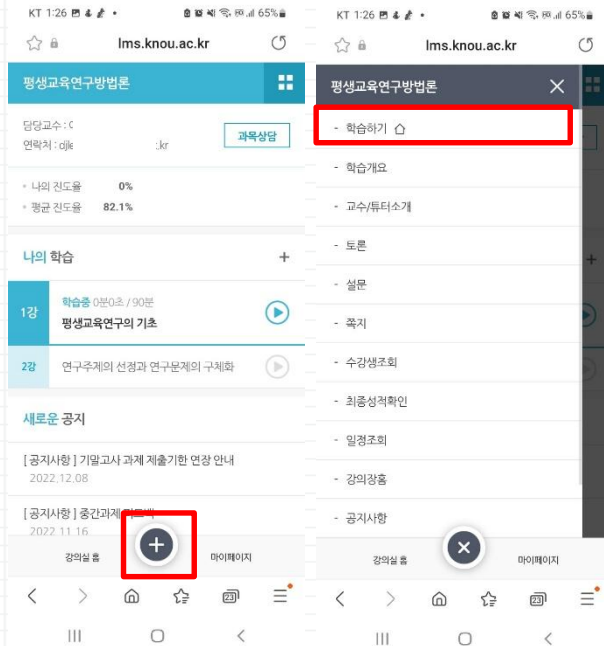 KT 1:26
65%
lms.knou.ac.kr
평생교육연구방법론
담당교수 :
연락처 :
.kr
과목상담
나의 진도율 0%
평균 진도율 82.1%
나의 학습 +
1강
학습중 0분0초 / 90분
평생교육연구의 기초
2강 연구주제의 선정과 연구문제의 구체화
새로운 공지
[ 공지사항 ] 기말고사 과제 제출기한 연장 안내
2022.12.08
[ 공지사항 ] 중간과제
2022.11.16
강의실 홈
마이페이지
23
KT 1:26
65%
lms.knou.ac.kr
평생교육연구방법론
- 학습하기
- 학습개요
- 교수/튜터소개
- 토론
- 설문
- 쪽지
- 수강생조회
- 최종성적확인
- 일정조회
- 강의장홈
- 공지사항
강의실 홈
마이페이지
23